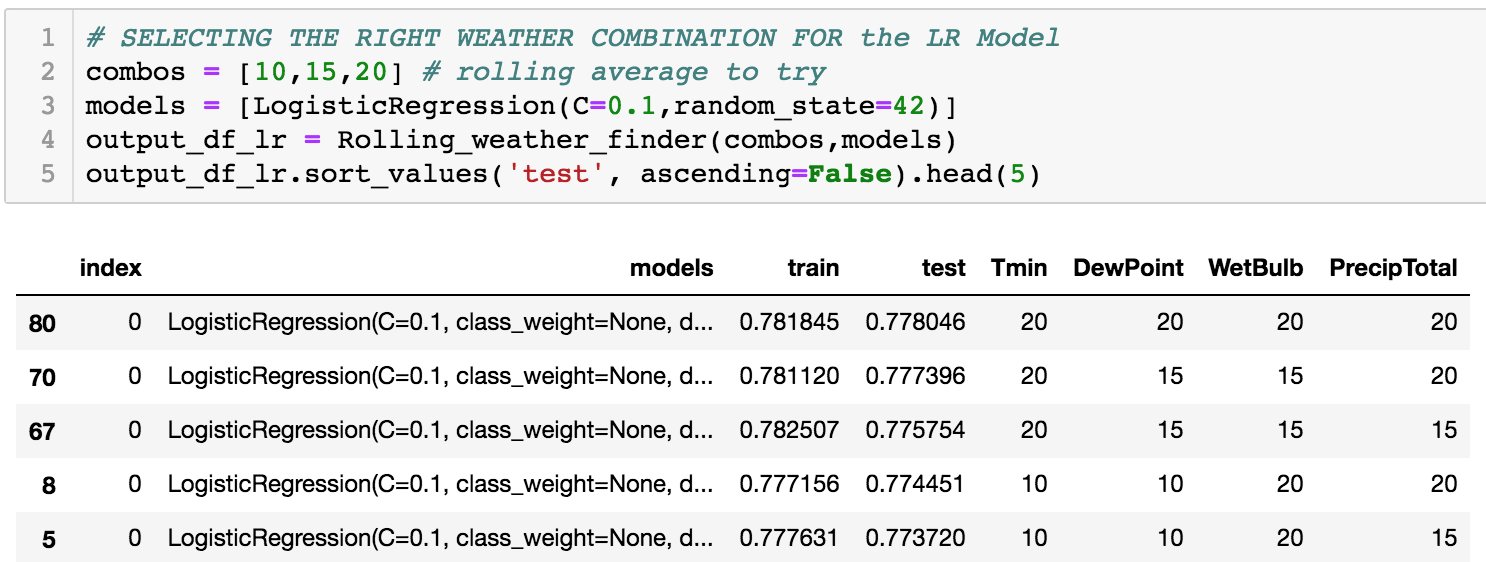 1 # SELECTING THE RIGHT WEATHER COMBINATION FOR the LR Model
2 combos = [10,15,20] # rolling average to try
3 models = [LogisticRegression(C=0.1,random_state=42)]
4 output_df_lr = Rolling_weather_finder(combos,models)
5 output_df_lr.sort_values('test', ascending=False).head(5)
index models train test Tmin DewPoint WetBulb PrecipTotal
80 0 LogisticRegression(C=0.1, class_weight=None, d... 0.781845 0.778046 20 20 20 20
70 0 LogisticRegression(C=0.1, class_weight=None, d... 0.781120 0.777396 20 15 15 20
67 0 LogisticRegression(C=0.1, class_weight=None, d... 0.782507 0.775754 20 15 15 15
8 0 LogisticRegression(C=0.1, class_weight=None, d... 0.777156 0.774451 10 10 20 20
5 0 LogisticRegression(C=0.1, class_weight=None, d... 0.777631 0.773720 10 10 20 15